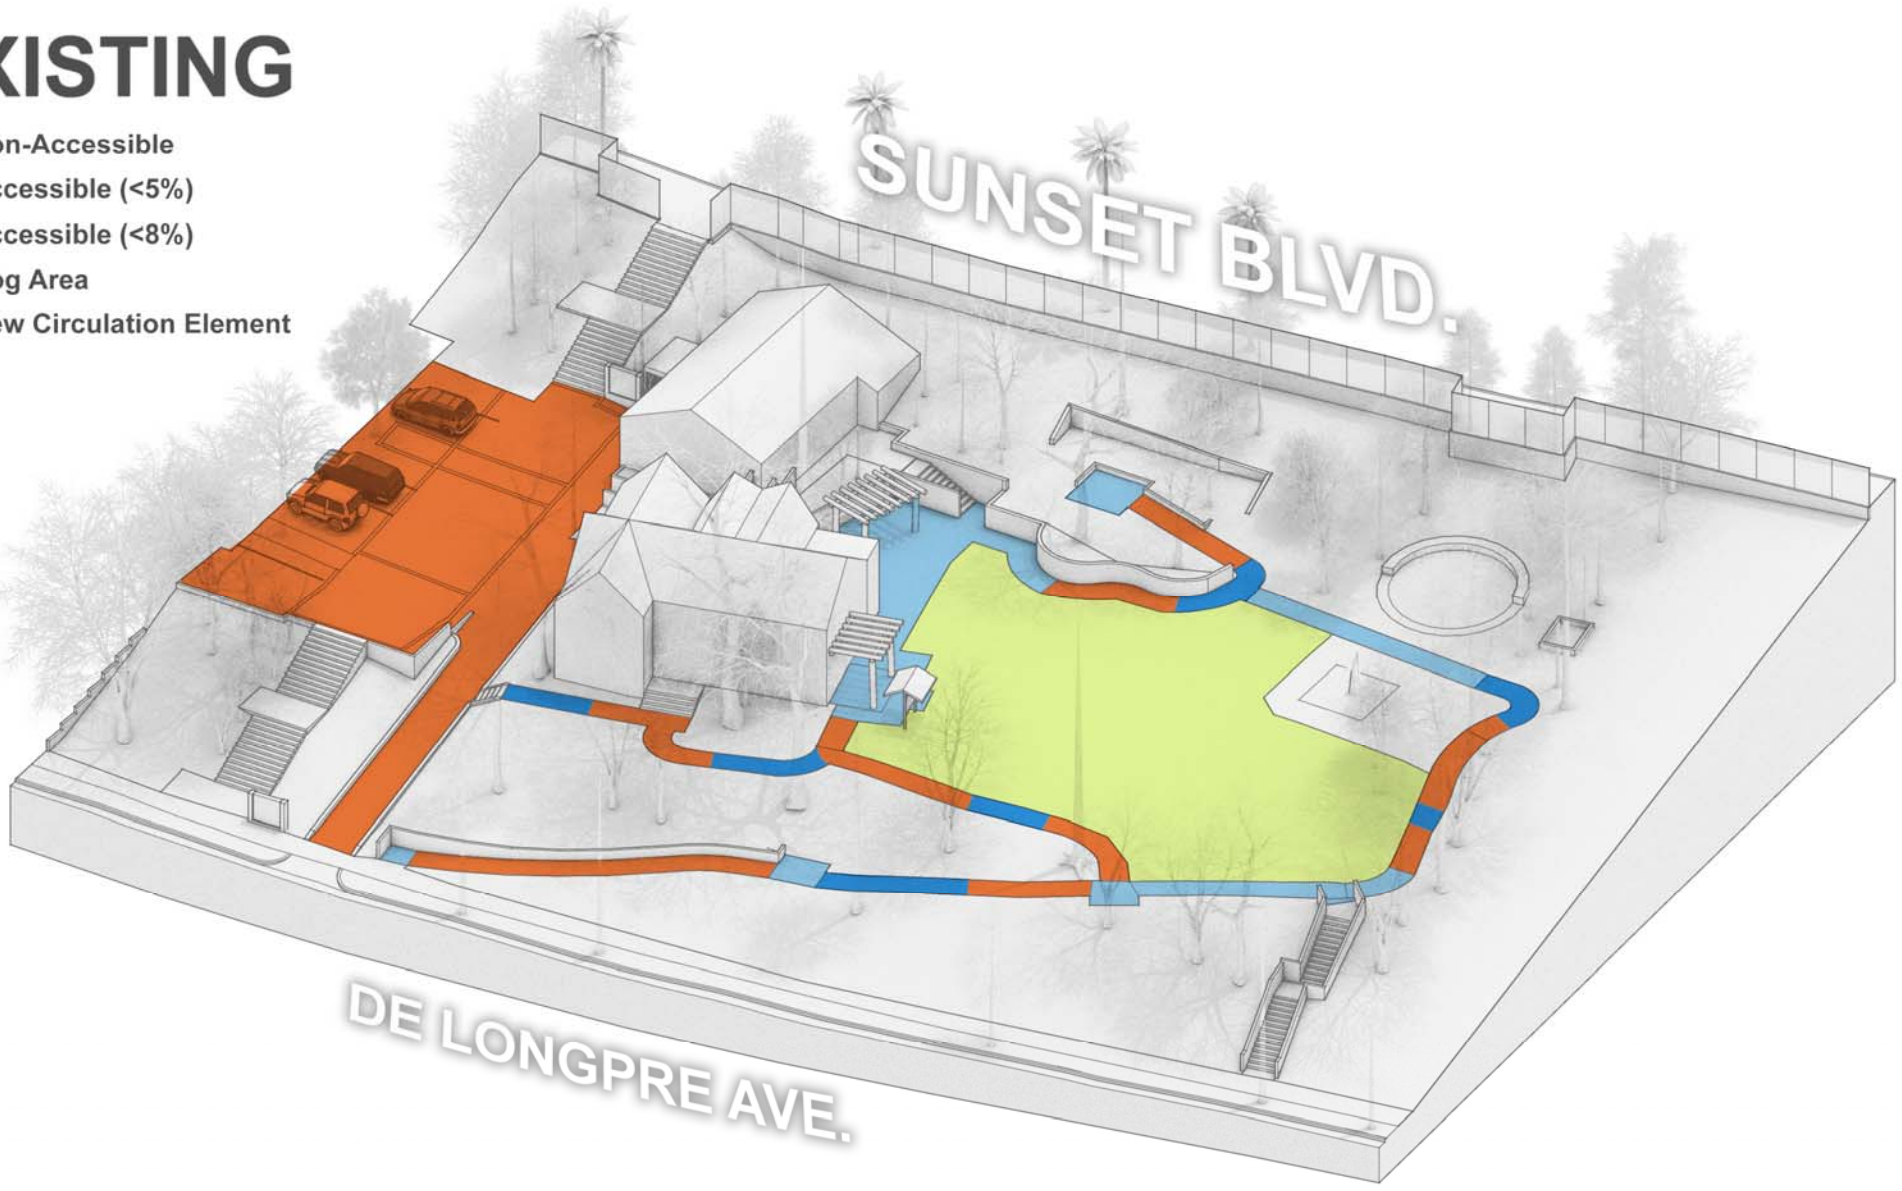 XISTING
on-Accessible
ccessible (<5%)
ccessible (<8%)
og Area
ew Circulation Element
SUNSET BLVD.
DE LONGPRE AVE.